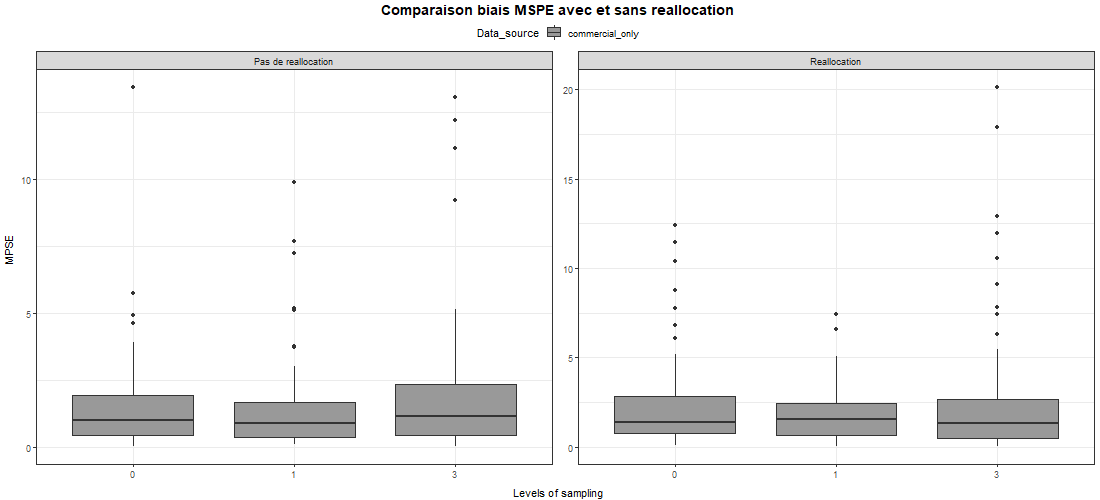 Comparaison biais MSPE avec et sans reallocation
Data_source commercial_only
Pas de reallocation
Reallocation
MPSE
10
5
0
20
15
10
5
0
0 1 3
0 1 3
Levels of sampling